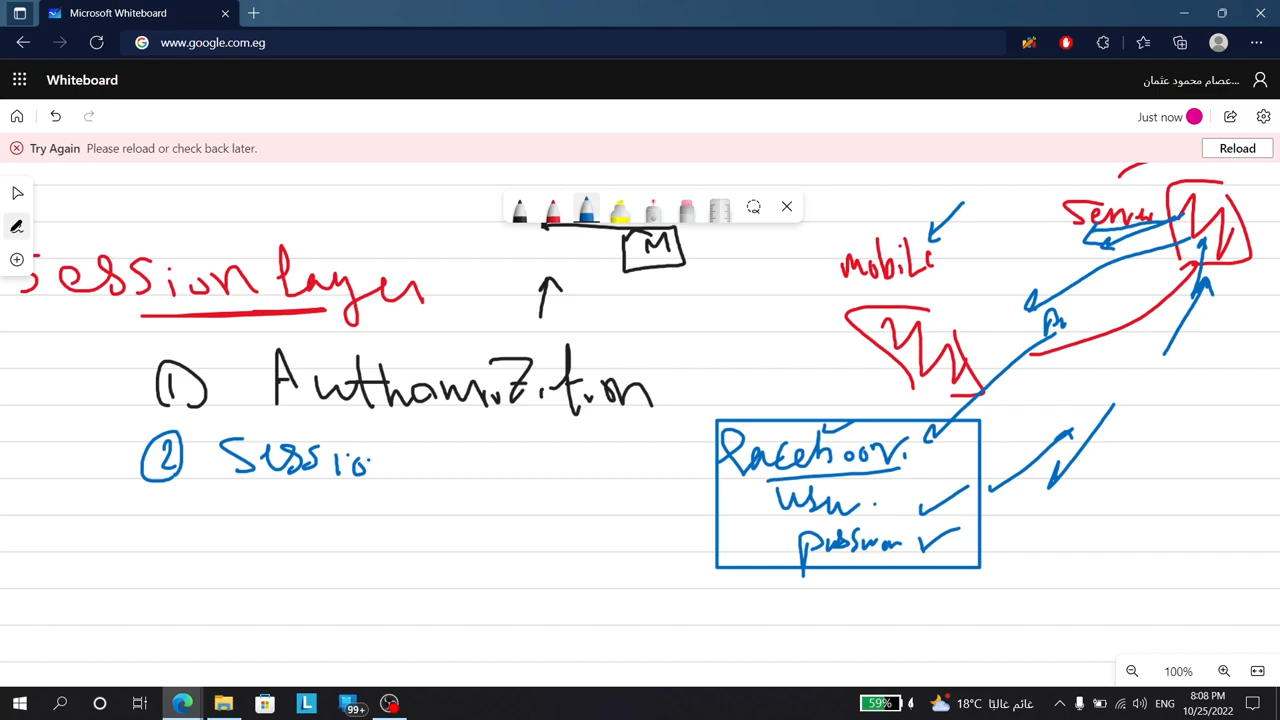 Microsoft Whiteboard
www.google.com.eg
Whiteboard
عصام محمود عثمان...
Just now
Try Again Please reload or check back later.
Reload
M
Server
mobile
session layer
① Authorization
② Sessio
facebook
user
password
100%
99+
59%
18°C غائم غالبًا
ENG
8:08 PM
10/25/2022